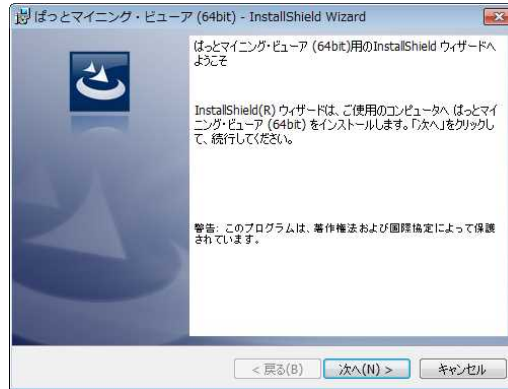 ぱっとマイニング・ビューア (64bit) - InstallShield Wizard
ぱっとマイニング・ビューア (64bit)用のInstallShield ウィザードへ
ようこそ
InstallShield(R) ウィザードは、ご使用のコンピュータへ ぱっとマイ
ニング・ビューア (64bit) をインストールします。「次へ」をクリックし
て、続行してください。
警告: このプログラムは、著作権法および国際協定によって保護
されています。
< 戻る(B)
次へ(N) >
キャンセル